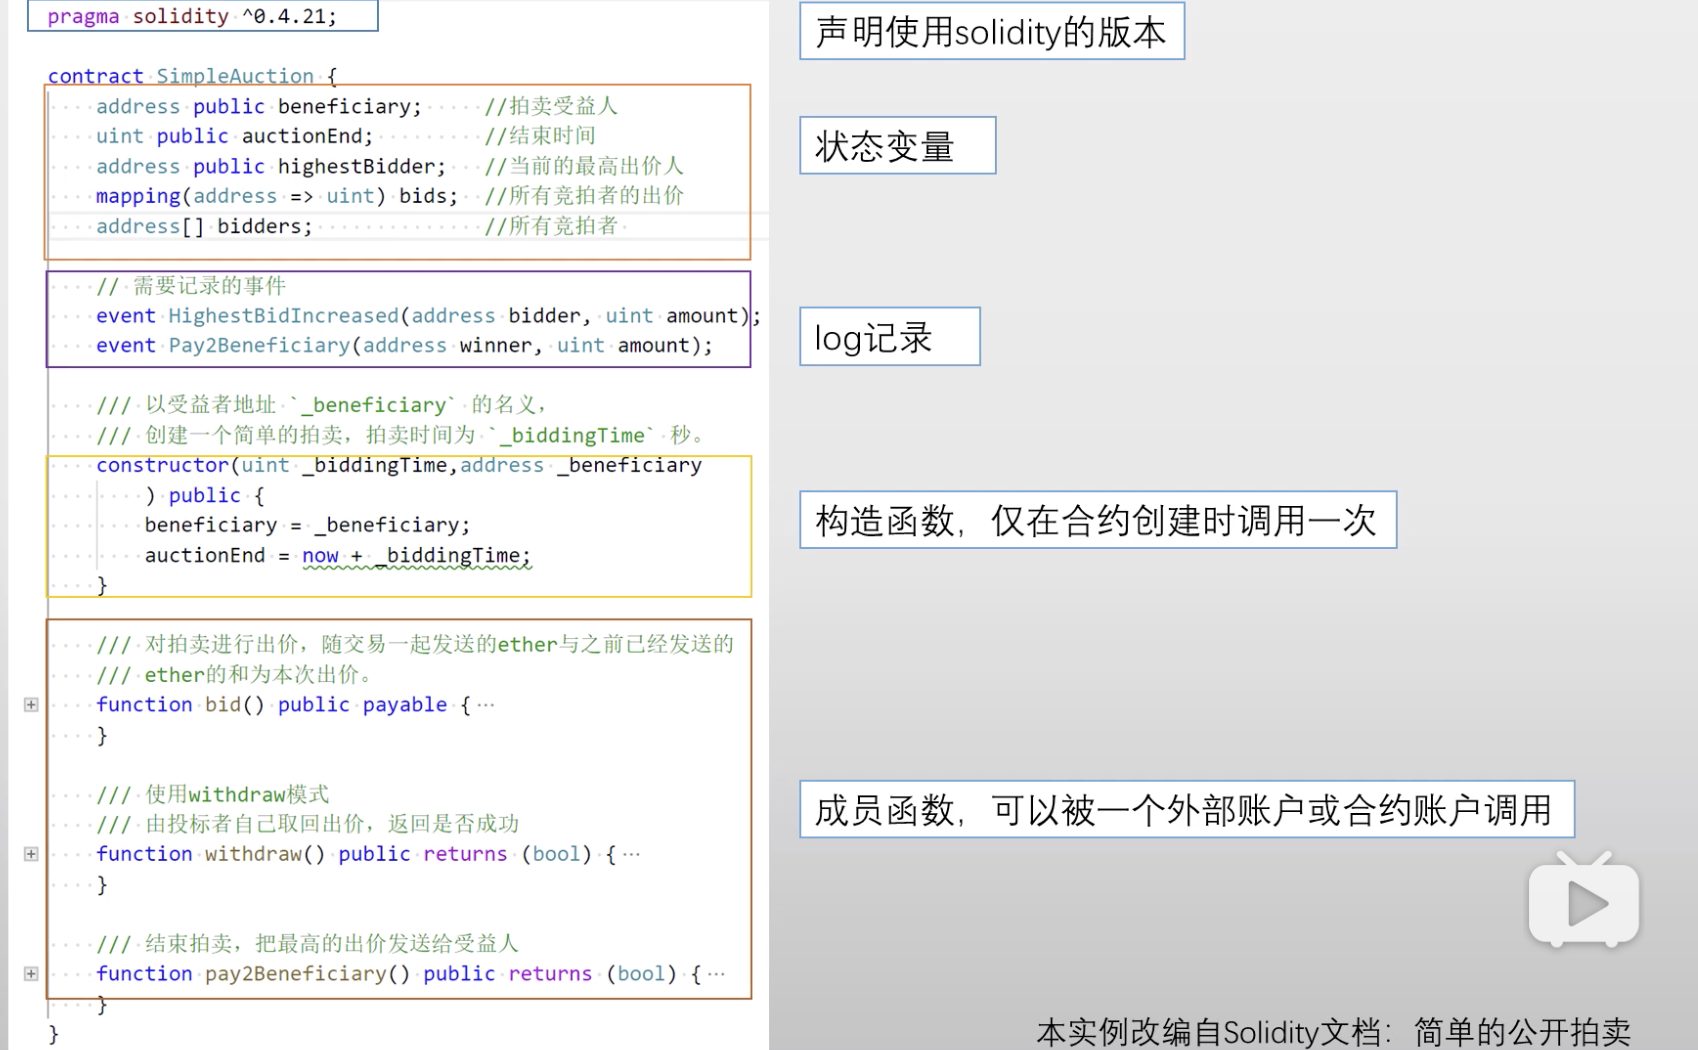 pragma solidity ^0.4.21;
声明使用solidity的版本
contract SimpleAuction {
address public beneficiary; //拍卖受益人
uint public auctionEnd; //结束时间
address public highestBidder; //当前的最高出价人
mapping(address => uint) bids; //所有竞拍者的出价
address[] bidders; //所有竞拍者
状态变量
// 需要记录的事件
event HighestBidIncreased(address bidder, uint amount);
event Pay2Beneficiary(address winner, uint amount);
log记录
/// 以受益者地址 `_beneficiary` 的名义，
/// 创建一个简单的拍卖，拍卖时间为 `_biddingTime` 秒。
constructor(uint _biddingTime,address _beneficiary
) public {
beneficiary = _beneficiary;
auctionEnd = now + _biddingTime;
}
构造函数，仅在合约创建时调用一次
/// 对拍卖进行出价，随交易一起发送的ether与之前已经发送的
/// ether的和为本次出价。
function bid() public payable {⋯
}
/// 使用withdraw模式
/// 由投标者自己取回出价，返回是否成功
function withdraw() public returns (bool) {⋯
}
/// 结束拍卖，把最高的出价发送给受益人
function pay2Beneficiary() public returns (bool) {⋯
}
}
成员函数，可以被一个外部账户或合约账户调用
本实例改编自Solidity文档：简单的公开拍卖